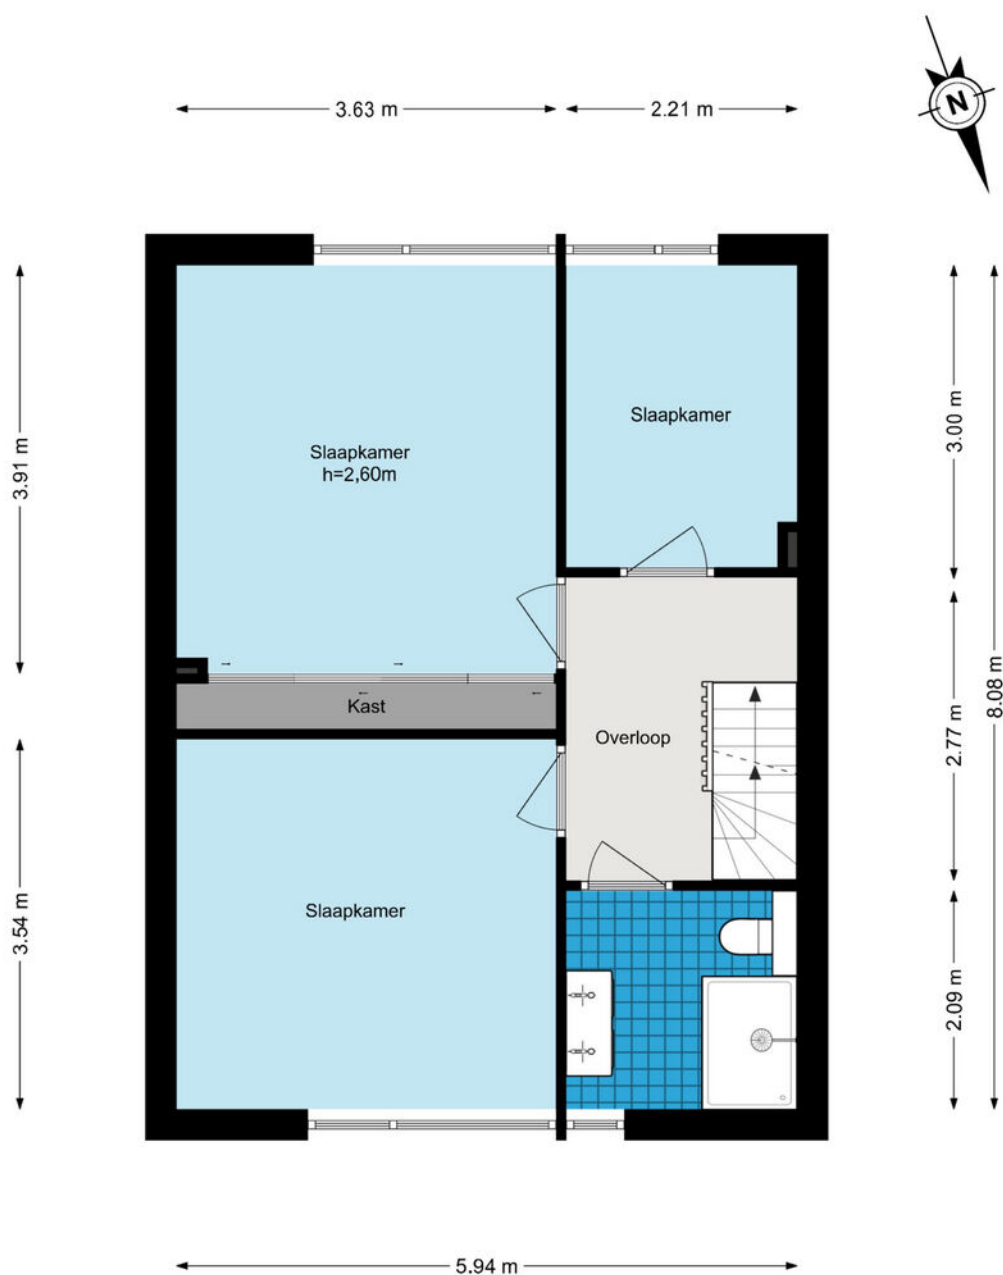 3.63 m
2.21 m
N
3.91 m
3.00 m
Slaapkamer
Slaapkamer
h=2,60m
8.08 m
Kast
2.77 m
Overloop
3.54 m
Slaapkamer
2.09 m
5.94 m